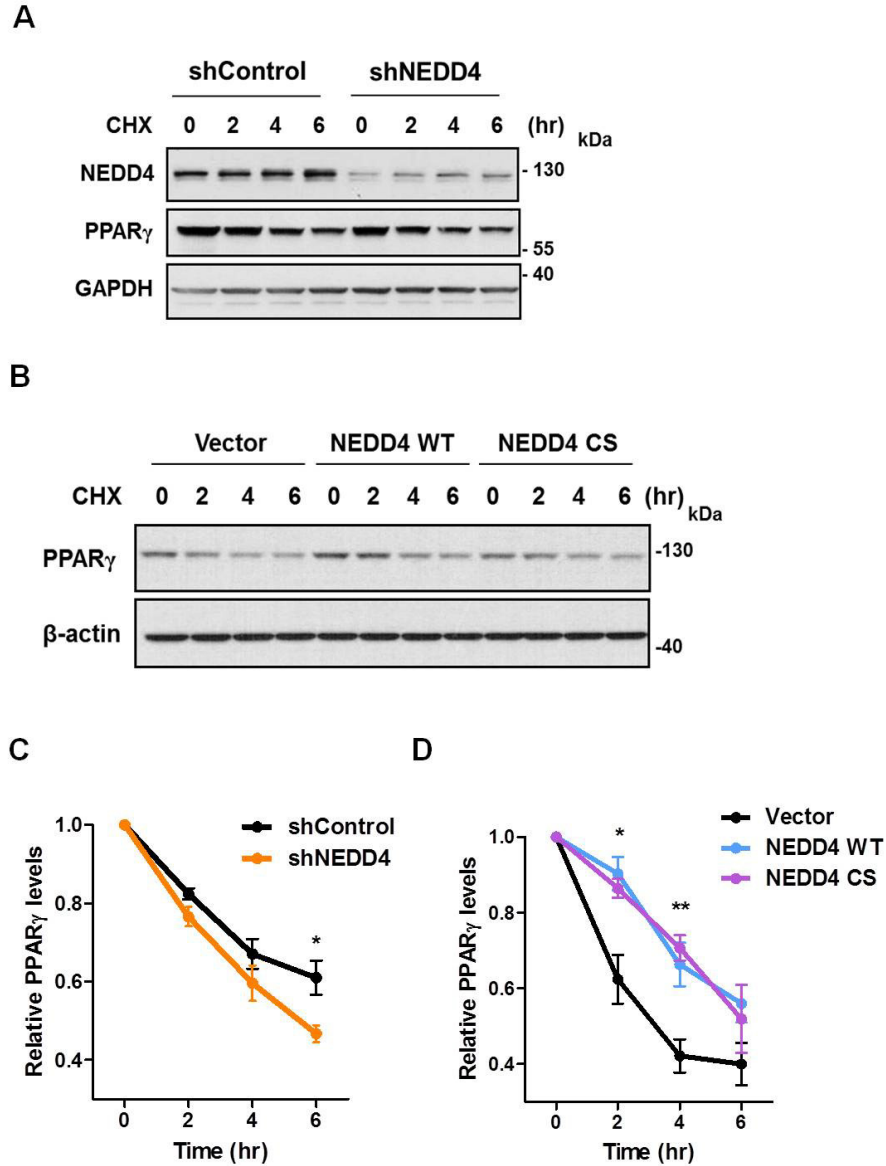 A
shControl shNEDD4
CHX 0 2 4 6 0 2 4 6 (hr) kDa
NEDD4 - 130
PPARγ - 55
GAPDH - 40
B
Vector NEDD4 WT NEDD4 CS
CHX 0 2 4 6 0 2 4 6 0 2 4 6 (hr) kDa
PPARγ -130
β-actin -40
C
shControl
shNEDD4
Relative PPARγ levels
1.0
0.8
0.6
0.4
0 2 4 6
Time (hr)
*
D
Vector
NEDD4 WT
NEDD4 CS
Relative PPARγ levels
1.0
0.8
0.6
0.4
0 2 4 6
Time (hr)
*
**